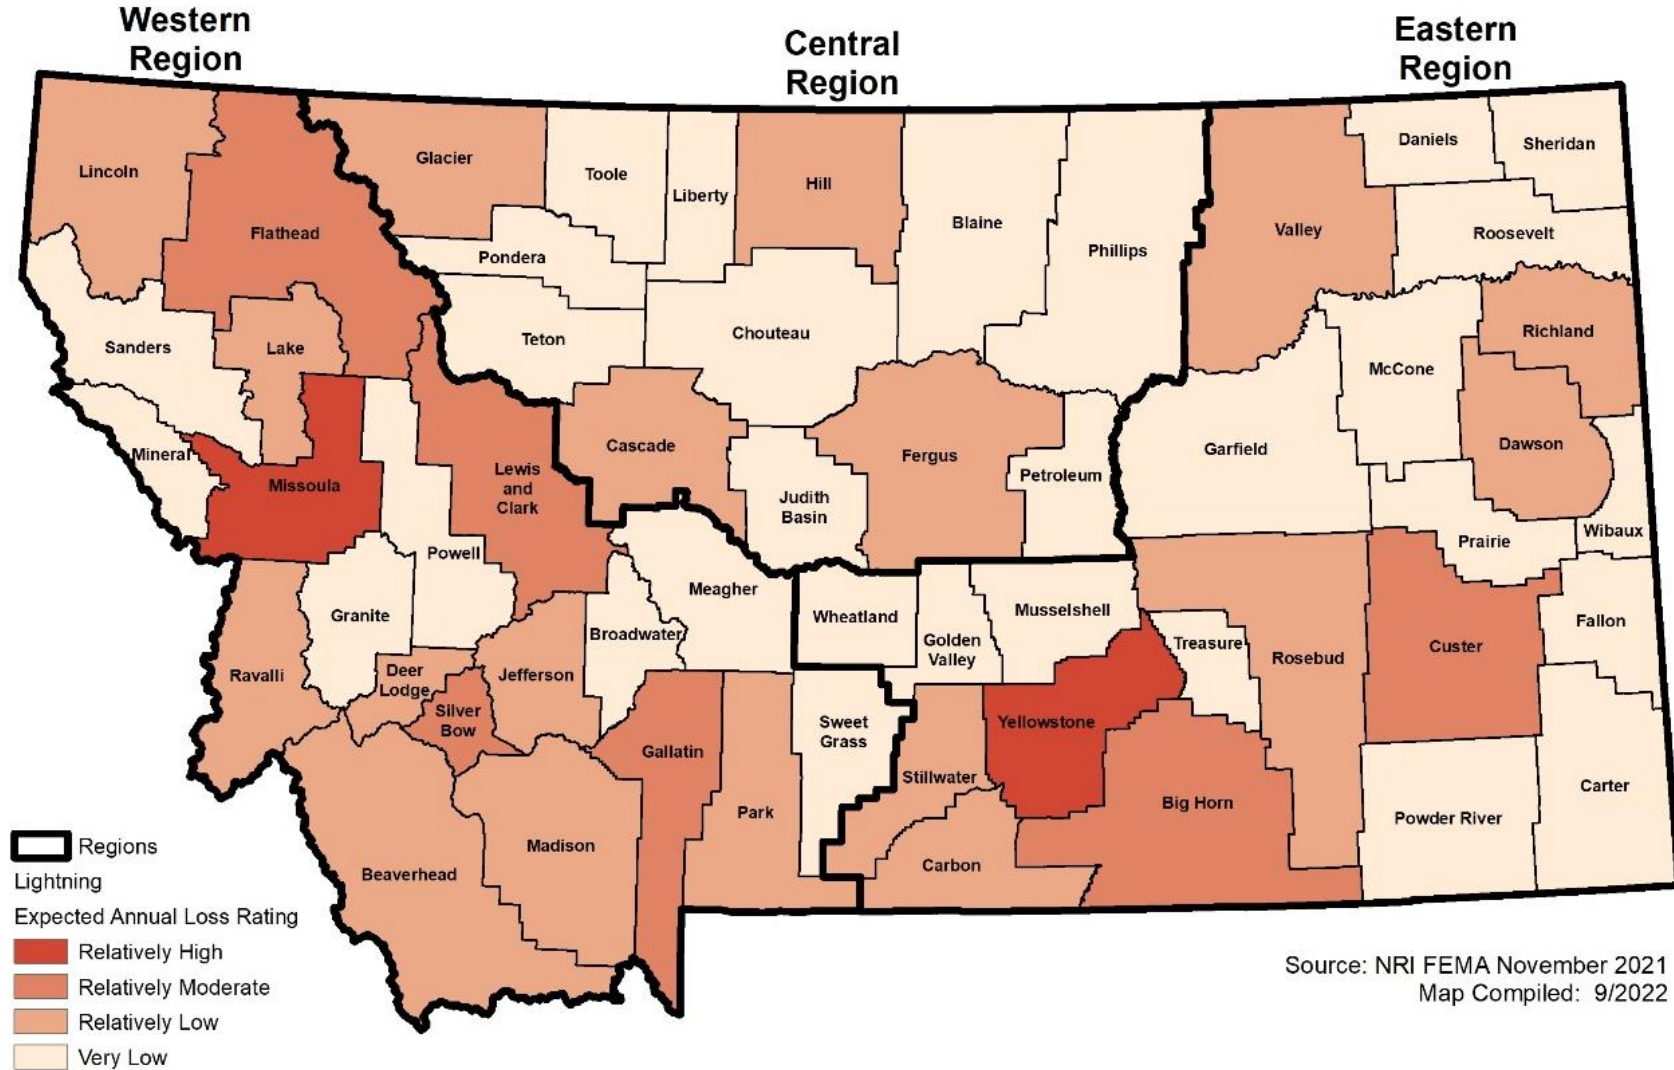 Western
Region
Central
Region
Eastern
Region
Lincoln
Flathead
Glacier
Toole
Liberty
Hill
Blaine
Phillips
Valley
Daniels
Sheridan
Roosevelt
Pondera
Teton
Chouteau
Sanders
Lake
Richland
McCone
Mineral
Missoula
Lewis
and
Clark
Cascade
Judith
Basin
Fergus
Petroleum
Garfield
Dawson
Prairie
Wibaux
Powell
Granite
Meagher
Broadwater
Wheatland
Golden
Valley
Musselshell
Treasure
Rosebud
Custer
Fallon
Ravalli
Deer
Lodge
Silver
Bow
Jefferson
Gallatin
Park
Sweet
Grass
Stillwater
Yellowstone
Big Horn
Carbon
Powder River
Carter
Beaverhead
Madison
Regions
Lightning
Expected Annual Loss Rating
Relatively High
Relatively Moderate
Relatively Low
Very Low
Source: NRI FEMA November 2021
Map Compiled: 9/2022